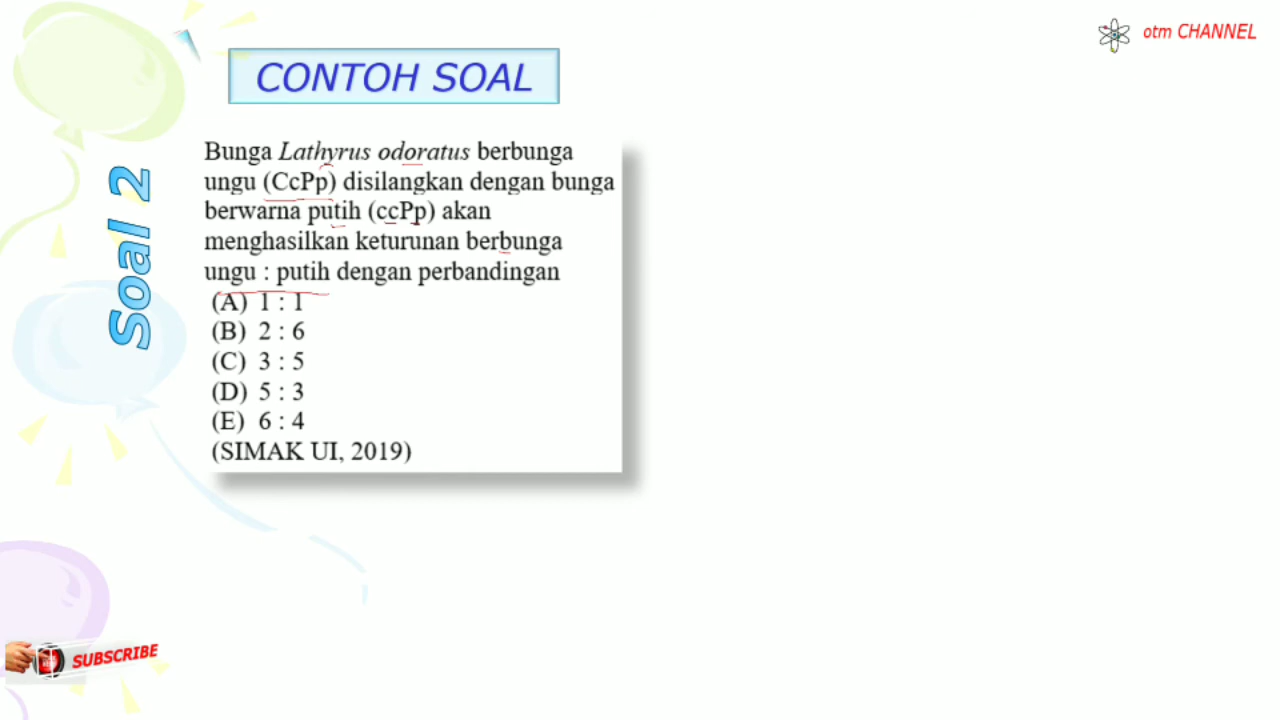 otm CHANNEL
CONTOH SOAL
Soal 2
Bunga Lathyrus odoratus berbunga
ungu (CcPp) disilangkan dengan bunga
berwarna putih (ccPp) akan
menghasilkan keturunan berbunga
ungu : putih dengan perbandingan
(A) 1 : 1
(B) 2 : 6
(C) 3 : 5
(D) 5 : 3
(E) 6 : 4
(SIMAK UI, 2019)
SUBSCRIBE